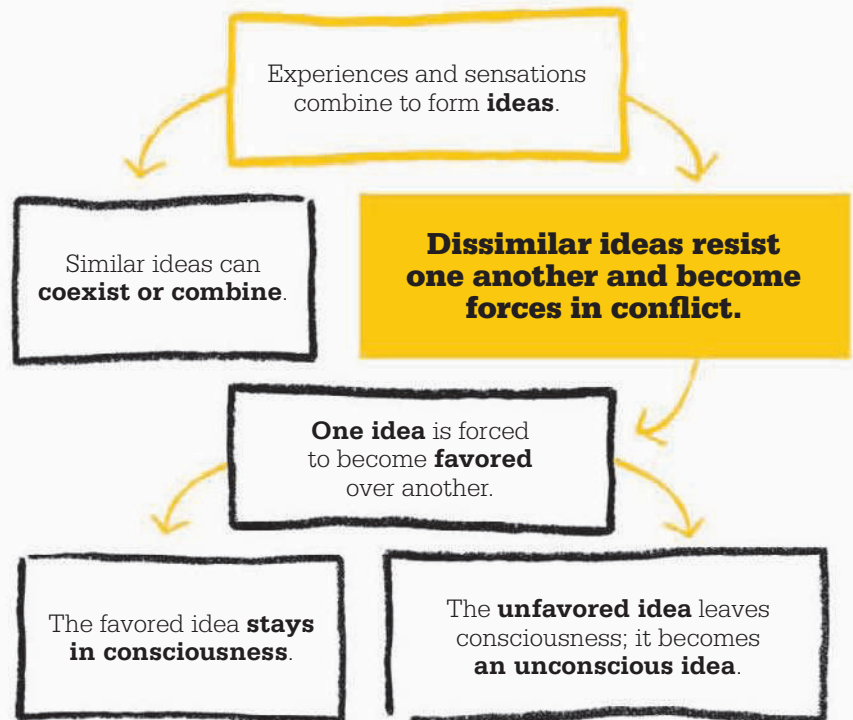 Experiences and sensations
combine to form ideas.
Similar ideas can
coexist or combine.
Dissimilar ideas resist
one another and become
forces in conflict.
One idea is forced
to become favored
over another.
The favored idea stays
in consciousness.
The unfavored idea leaves
consciousness; it becomes
an unconscious idea.